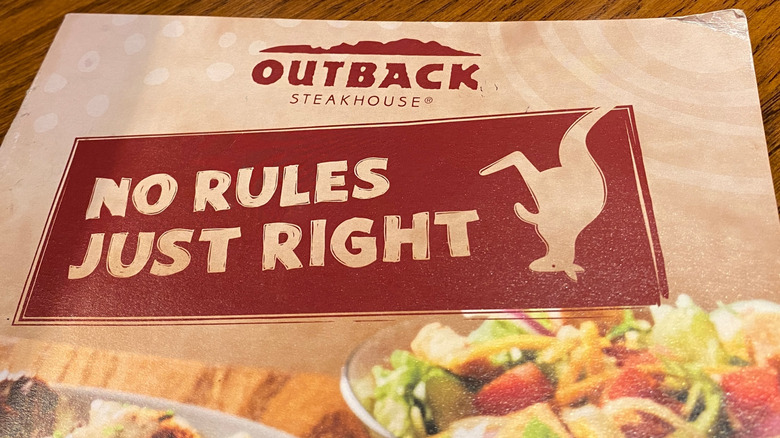 OUTBACK
STEAKHOUSE®
NO RULES
JUST RIGHT